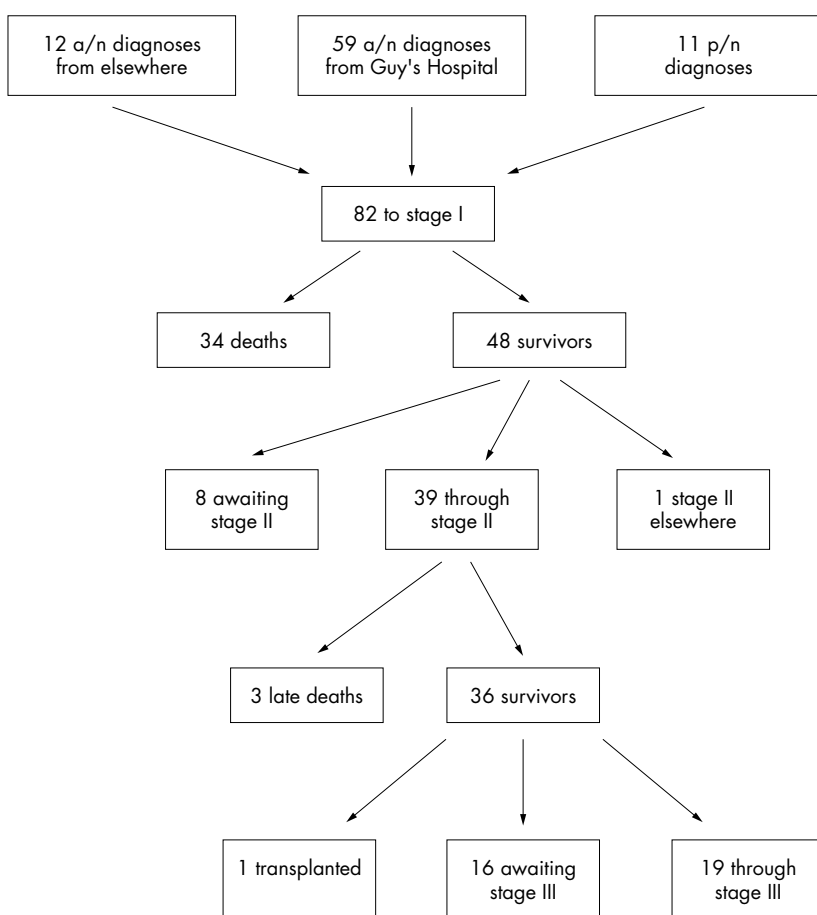 12 a/n diagnoses
from elsewhere
59 a/n diagnoses
from Guy's Hospital
11 p/n
diagnoses
82 to stage I
34 deaths
48 survivors
8 awaiting
stage II
39 through
stage II
1 stage II
elsewhere
3 late deaths
36 survivors
1 transplanted
16 awaiting
stage III
19 through
stage III